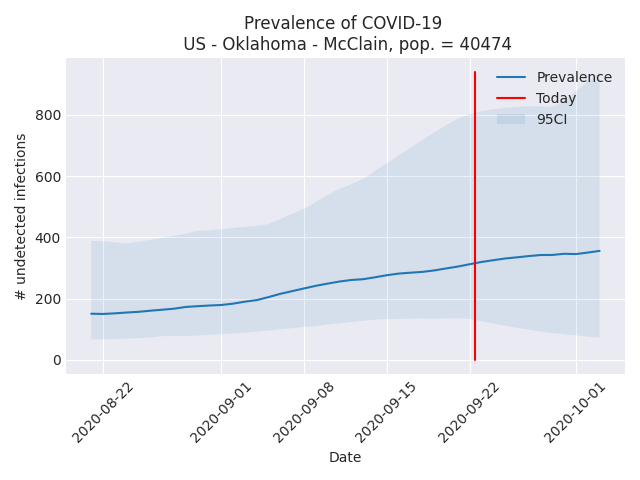 Prevalence of COVID-19
US - Oklahoma - McClain, pop. = 40474
Prevalence
Today
95CI
# undetected infections
800
600
400
200
0
2020-08-22
2020-09-01
2020-09-08
2020-09-15
2020-09-22
2020-10-01
Date